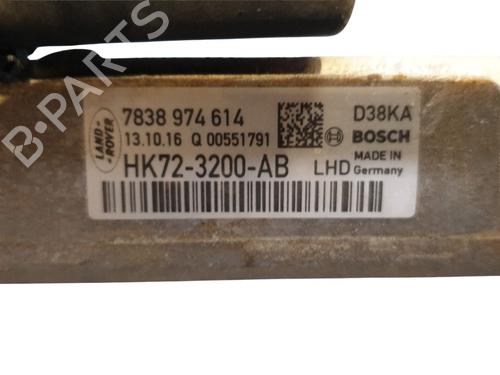 B-PARTS
LAND ROVER
7838 974 614
D38KA
13.10.16 Q 00551791
BOSCH
HK72-3200-AB
LHD
MADE IN
Germany